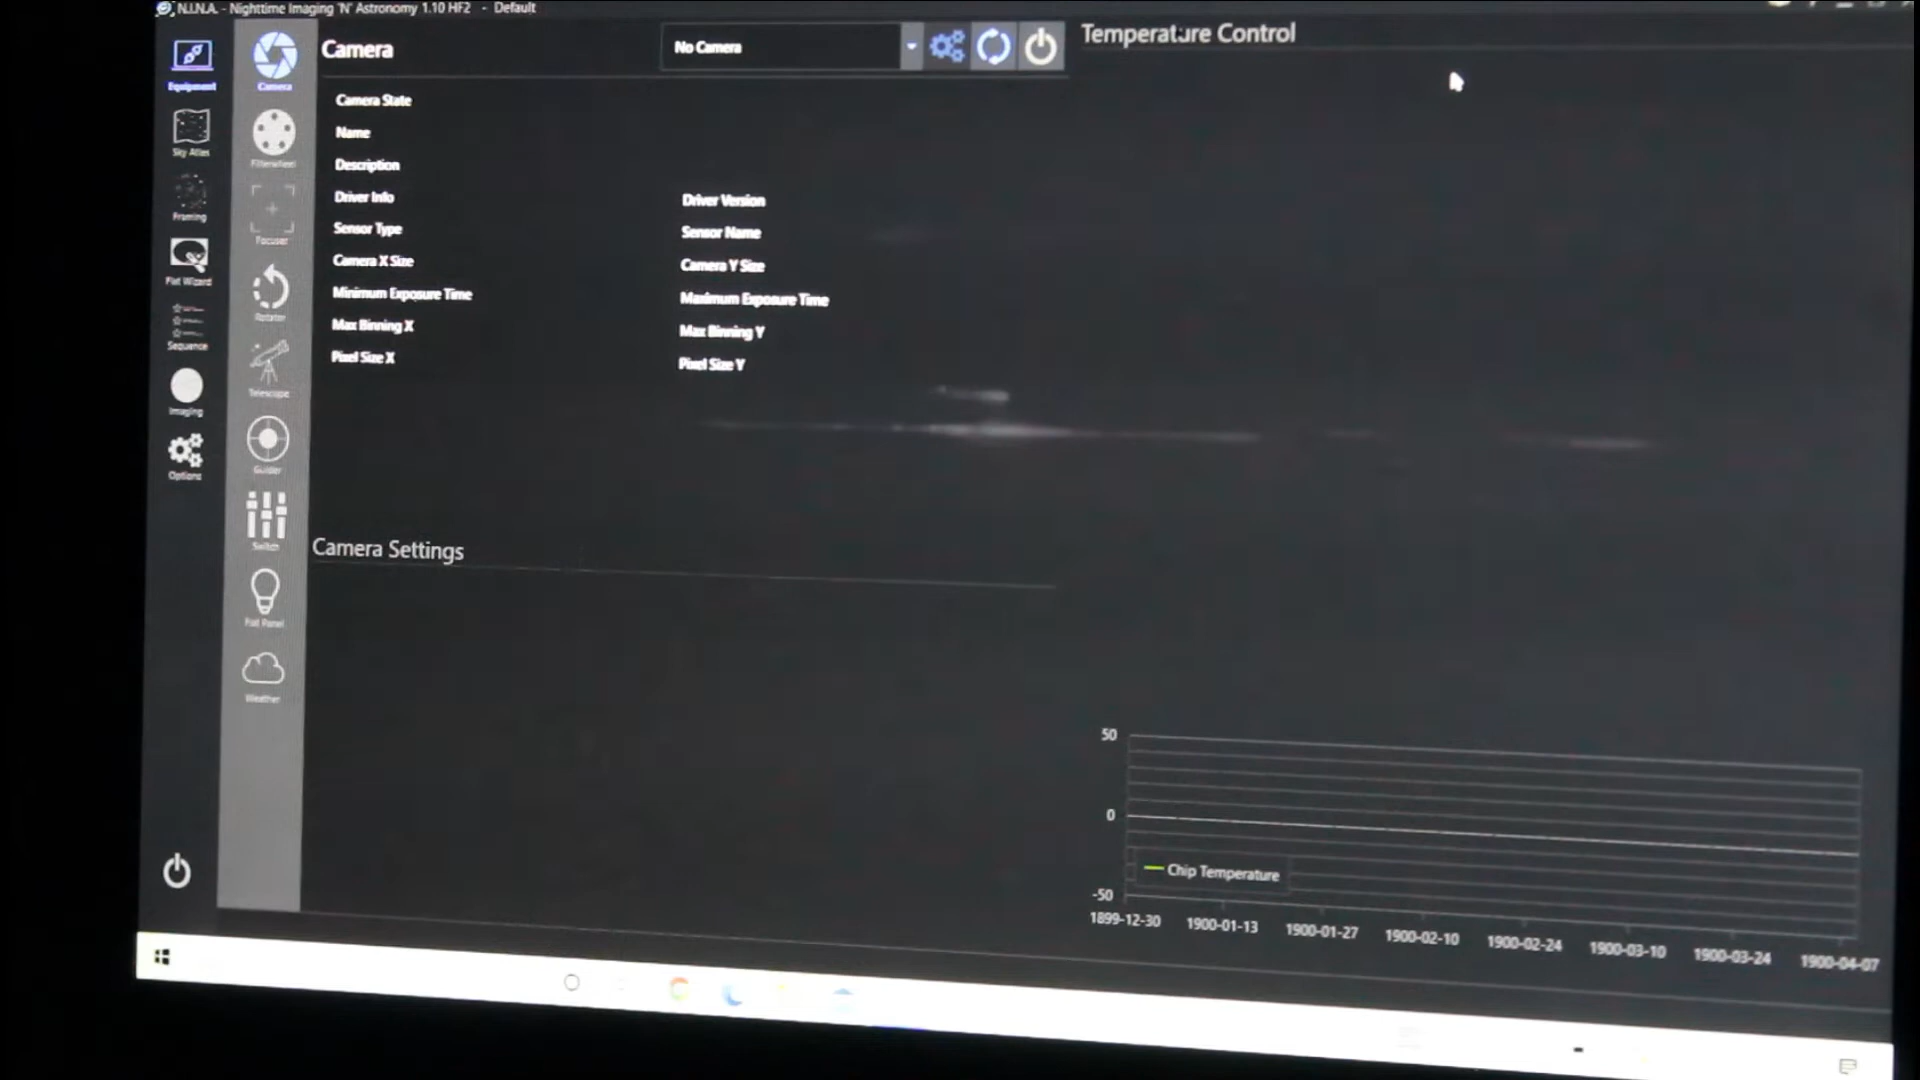 N.I.N.A. - Nighttime Imaging 'N' Astronomy 1.10 HF2 - Default
Equipment
Sky Atlas
Framing
Flat Wizard
Sequence
Imaging
Options
Camera
Filterwheel
Focuser
Rotator
Telescope
Guider
Switch
Flat Panel
Weather
Camera
No Camera
Camera State
Name
Description
Driver Info
Driver Version
Sensor Type
Sensor Name
Camera X Size
Camera Y Size
Minimum Exposure Time
Maximum Exposure Time
Max Binning X
Max Binning Y
Pixel Size X
Pixel Size Y
Camera Settings
Temperature Control
50
0
-50
Chip Temperature
1899-12-30 1900-01-13 1900-01-27 1900-02-10 1900-02-24 1900-03-10 1900-03-24 1900-04-07